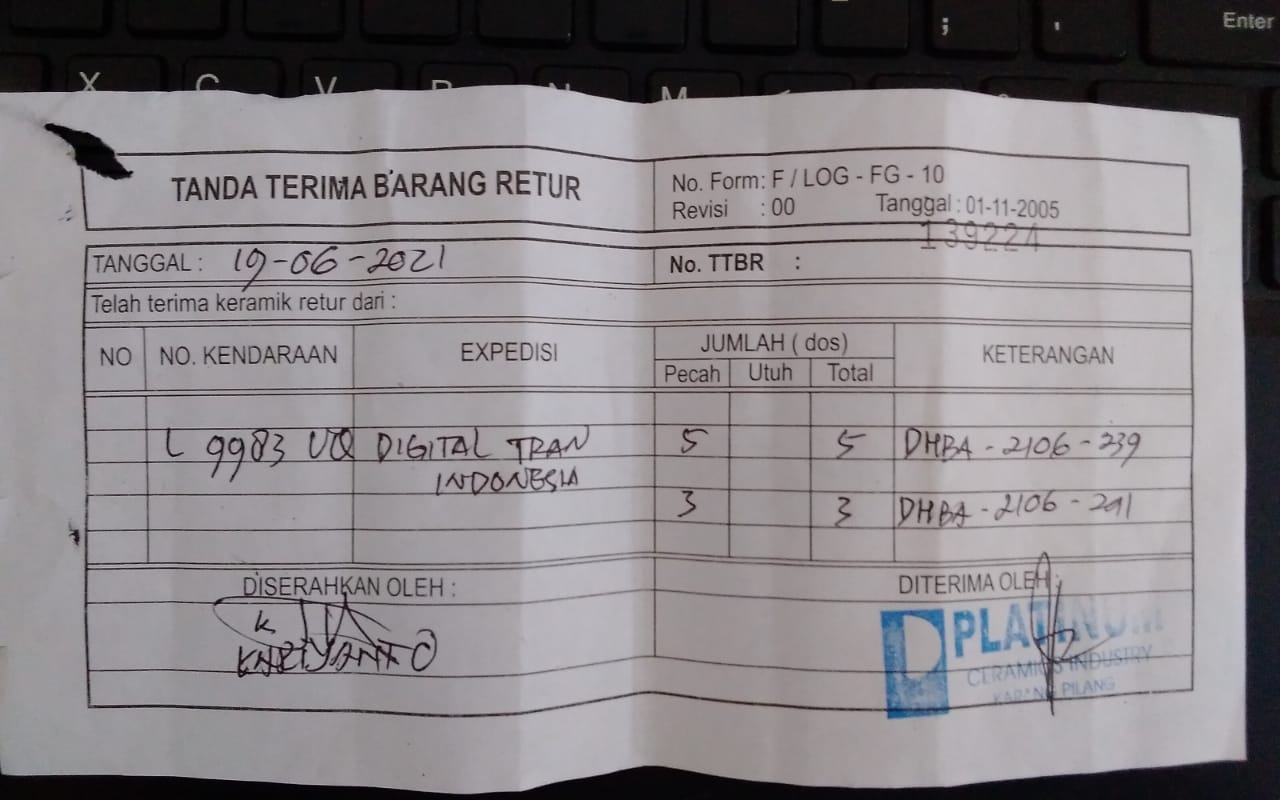 ; ' Enter
X C V B N M
TANDA TERIMA BARANG RETUR
No. Form: F / LOG - FG - 10
Revisi : 00 Tanggal : 01-11-2005
139224
TANGGAL : 19-06-2021 No. TTBR :
Telah terima keramik retur dari :
NO NO. KENDARAAN EXPEDISI JUMLAH ( dos) KETERANGAN
Pecah Utuh Total
L 9983 UQ DIGITAL TRAN 5 5 DHBA - 2106 - 239
INDONESIA
3 3 DHBA - 2106 - 241
DISERAHKAN OLEH : DITERIMA OLEH :
K
KARIYANTO
PLATINUM
CERAMICS INDUSTRY
KARANG PILANG